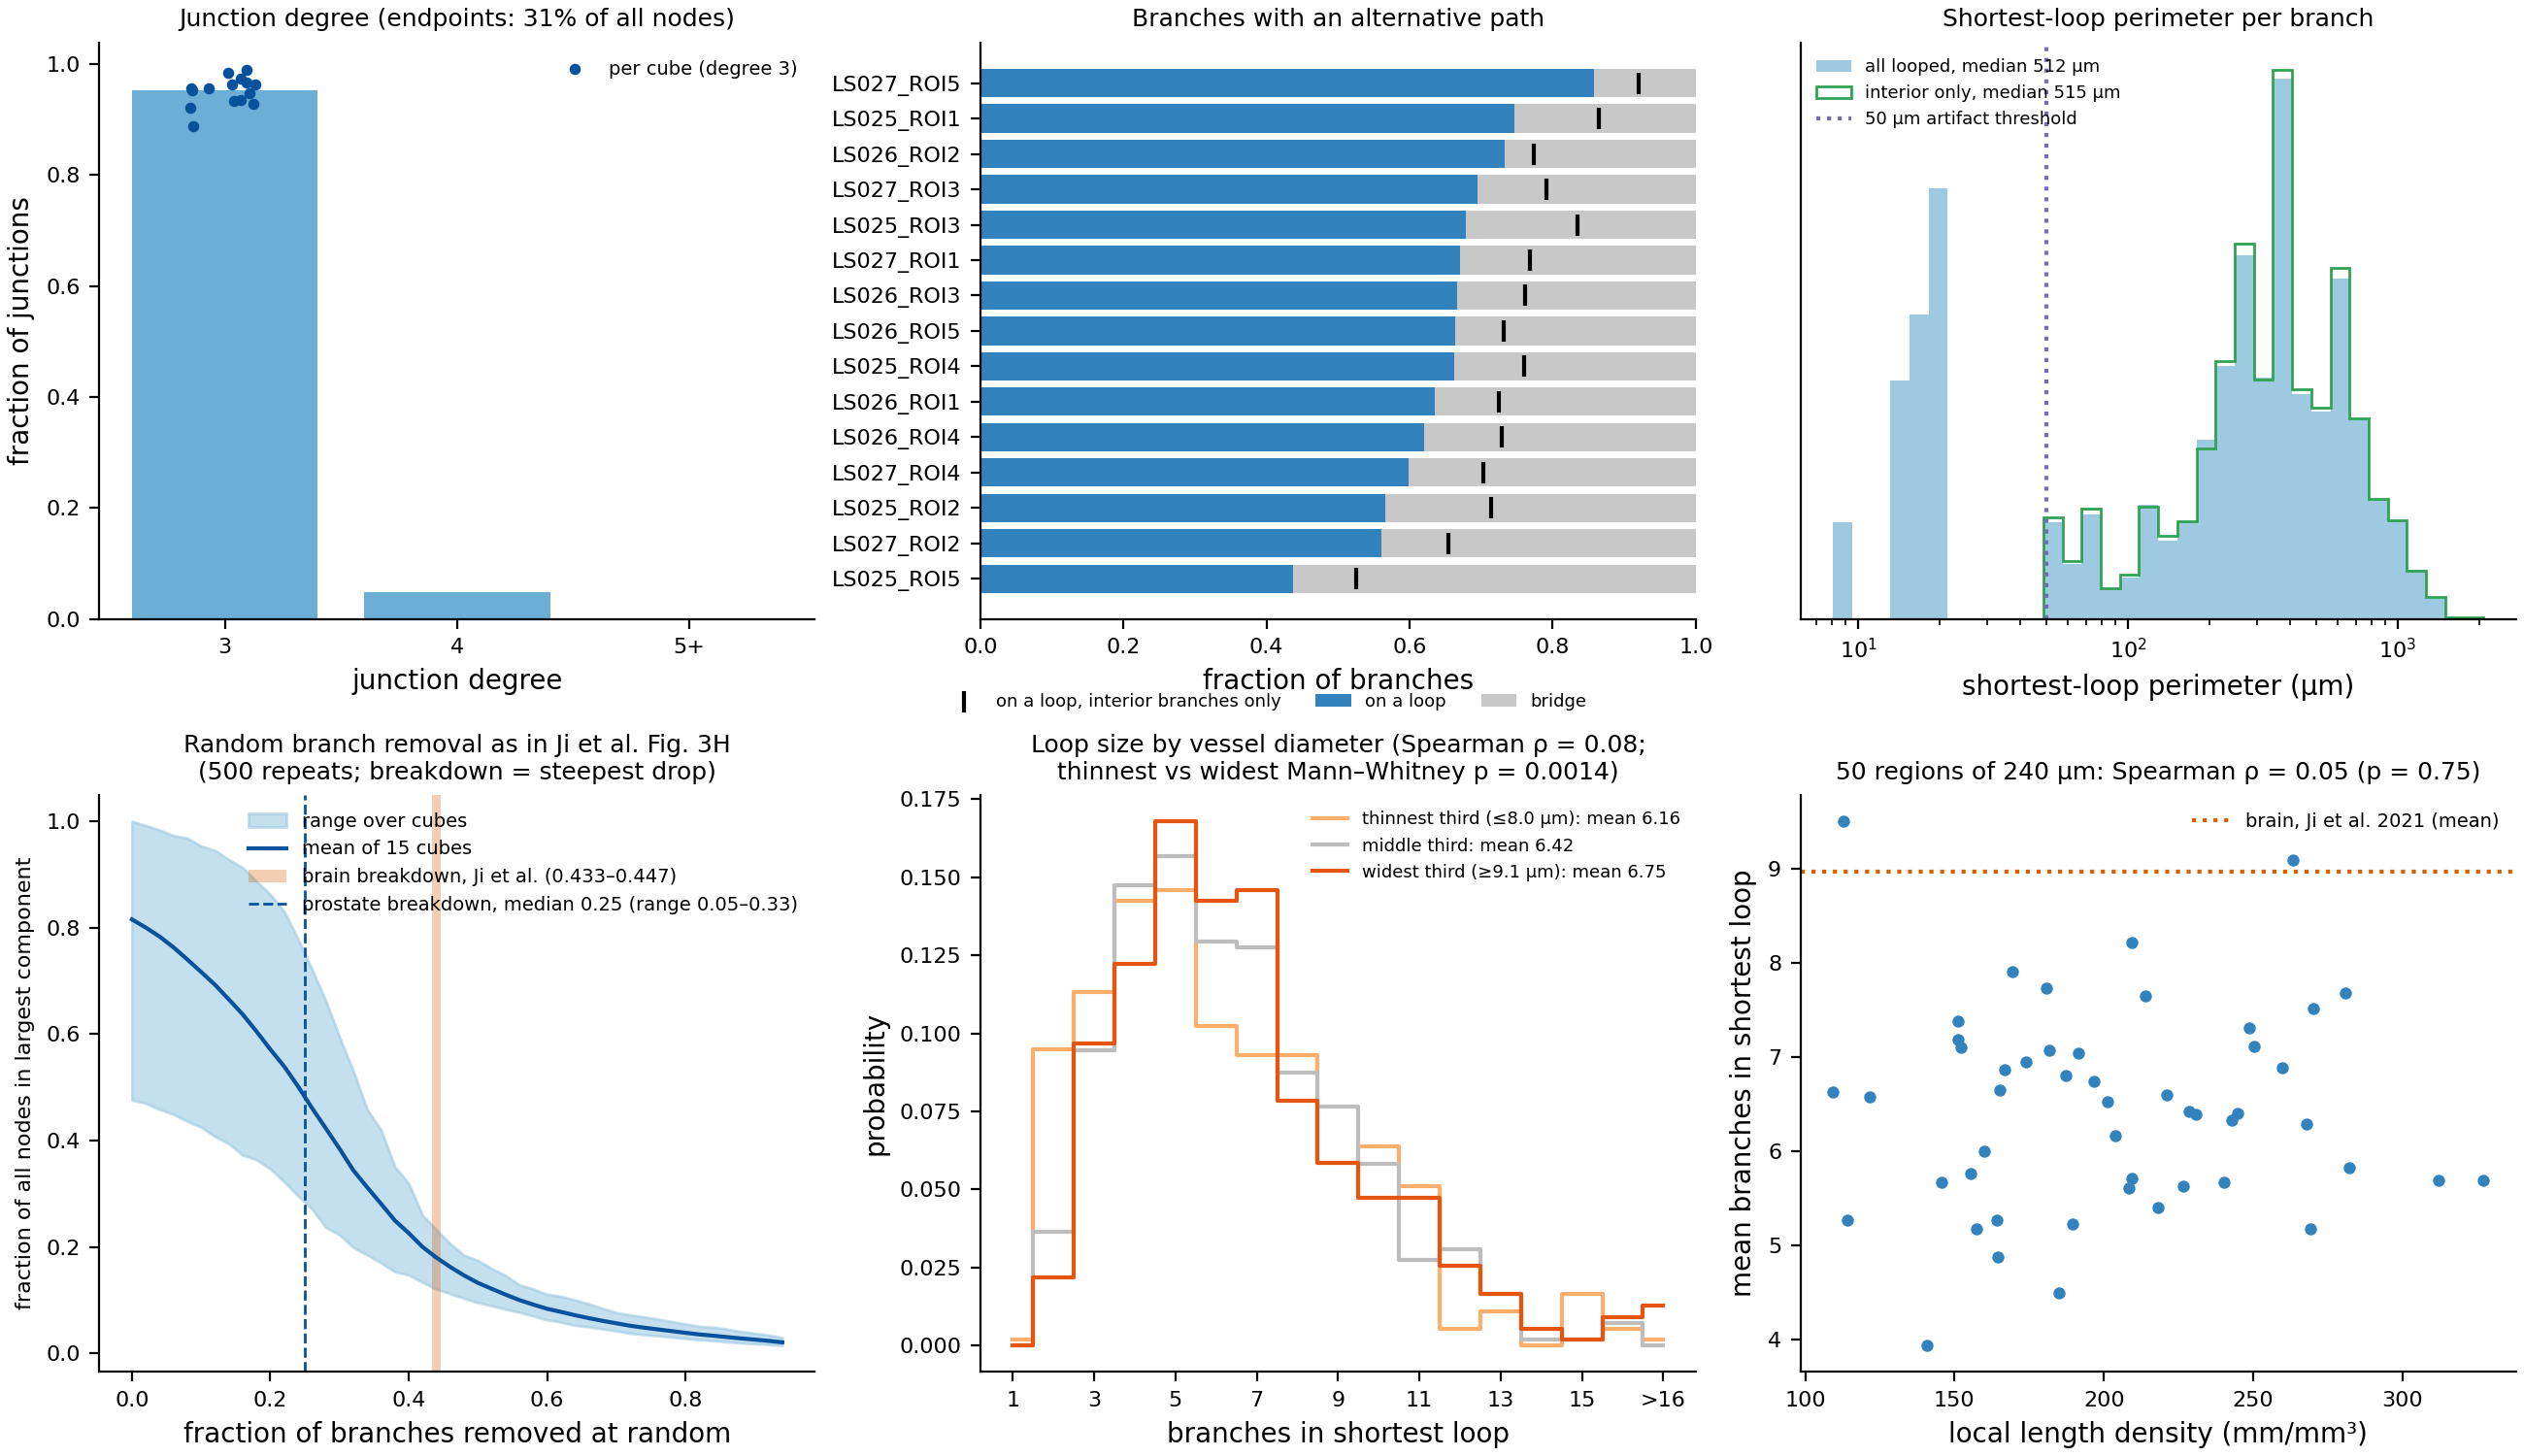 Junction degree (endpoints: 31% of all nodes)
per cube (degree 3)
1.0
0.8
0.6
0.4
0.2
0.0
fraction of junctions
3
4
5+
junction degree
Branches with an alternative path
LS027_ROI5
LS025_ROI1
LS026_ROI2
LS027_ROI3
LS025_ROI3
LS027_ROI1
LS026_ROI3
LS026_ROI5
LS025_ROI4
LS026_ROI1
LS026_ROI4
LS027_ROI4
LS025_ROI2
LS027_ROI2
LS025_ROI5
0.0 0.2 0.4 0.6 0.8 1.0
fraction of branches
on a loop, interior branches only
on a loop
bridge
Shortest-loop perimeter per branch
all looped, median 512 µm
interior only, median 515 µm
50 µm artifact threshold
10¹ 10² 10³
shortest-loop perimeter (µm)
Random branch removal as in Ji et al. Fig. 3H
(500 repeats; breakdown = steepest drop)
range over cubes
mean of 15 cubes
brain breakdown, Ji et al. (0.433–0.447)
prostate breakdown, median 0.25 (range 0.05–0.33)
1.0
0.8
0.6
0.4
0.2
0.0
fraction of all nodes in largest component
0.0 0.2 0.4 0.6 0.8
fraction of branches removed at random
Loop size by vessel diameter (Spearman ρ = 0.08;
thinnest vs widest Mann–Whitney p = 0.0014)
thinnest third (≤8.0 µm): mean 6.16
middle third: mean 6.42
widest third (≥9.1 µm): mean 6.75
0.175
0.150
0.125
0.100
0.075
0.050
0.025
0.000
probability
1 3 5 7 9 11 13 15 >16
branches in shortest loop
50 regions of 240 µm: Spearman ρ = 0.05 (p = 0.75)
brain, Ji et al. 2021 (mean)
9
8
7
6
5
4
mean branches in shortest loop
100 150 200 250 300
local length density (mm/mm³)